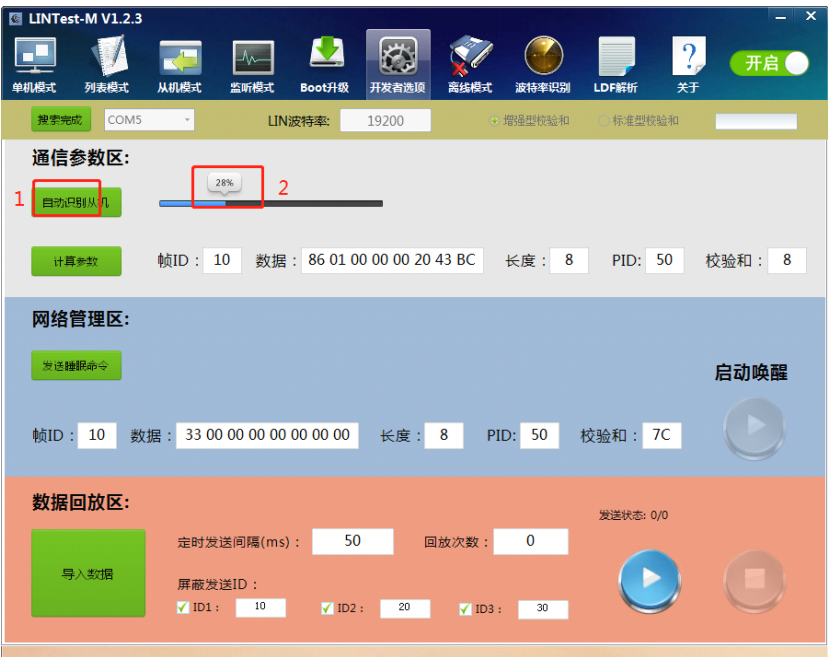 LINTest-M V1.2.3
单机模式 列表模式 从机模式 监听模式 Boot升级 开发者选项 离线模式 波特率识别 LDF解析 关于 开启
搜索完成 COM5 LIN波特率: 19200 增强型校验和 标准型校验和
通信参数区:
1 自动识别从机 28% 2
计算参数 帧ID： 10 数据： 86 01 00 00 00 20 43 BC 长度： 8 PID: 50 校验和： 8
网络管理区:
发送睡眠命令
启动唤醒
帧ID： 10 数据： 33 00 00 00 00 00 00 00 长度： 8 PID: 50 校验和： 7C
数据回放区:
发送状态: 0/0
定时发送间隔(ms)： 50 回放次数： 0
导入数据
屏蔽发送ID：
ID1： 10 ID2： 20 ID3： 30